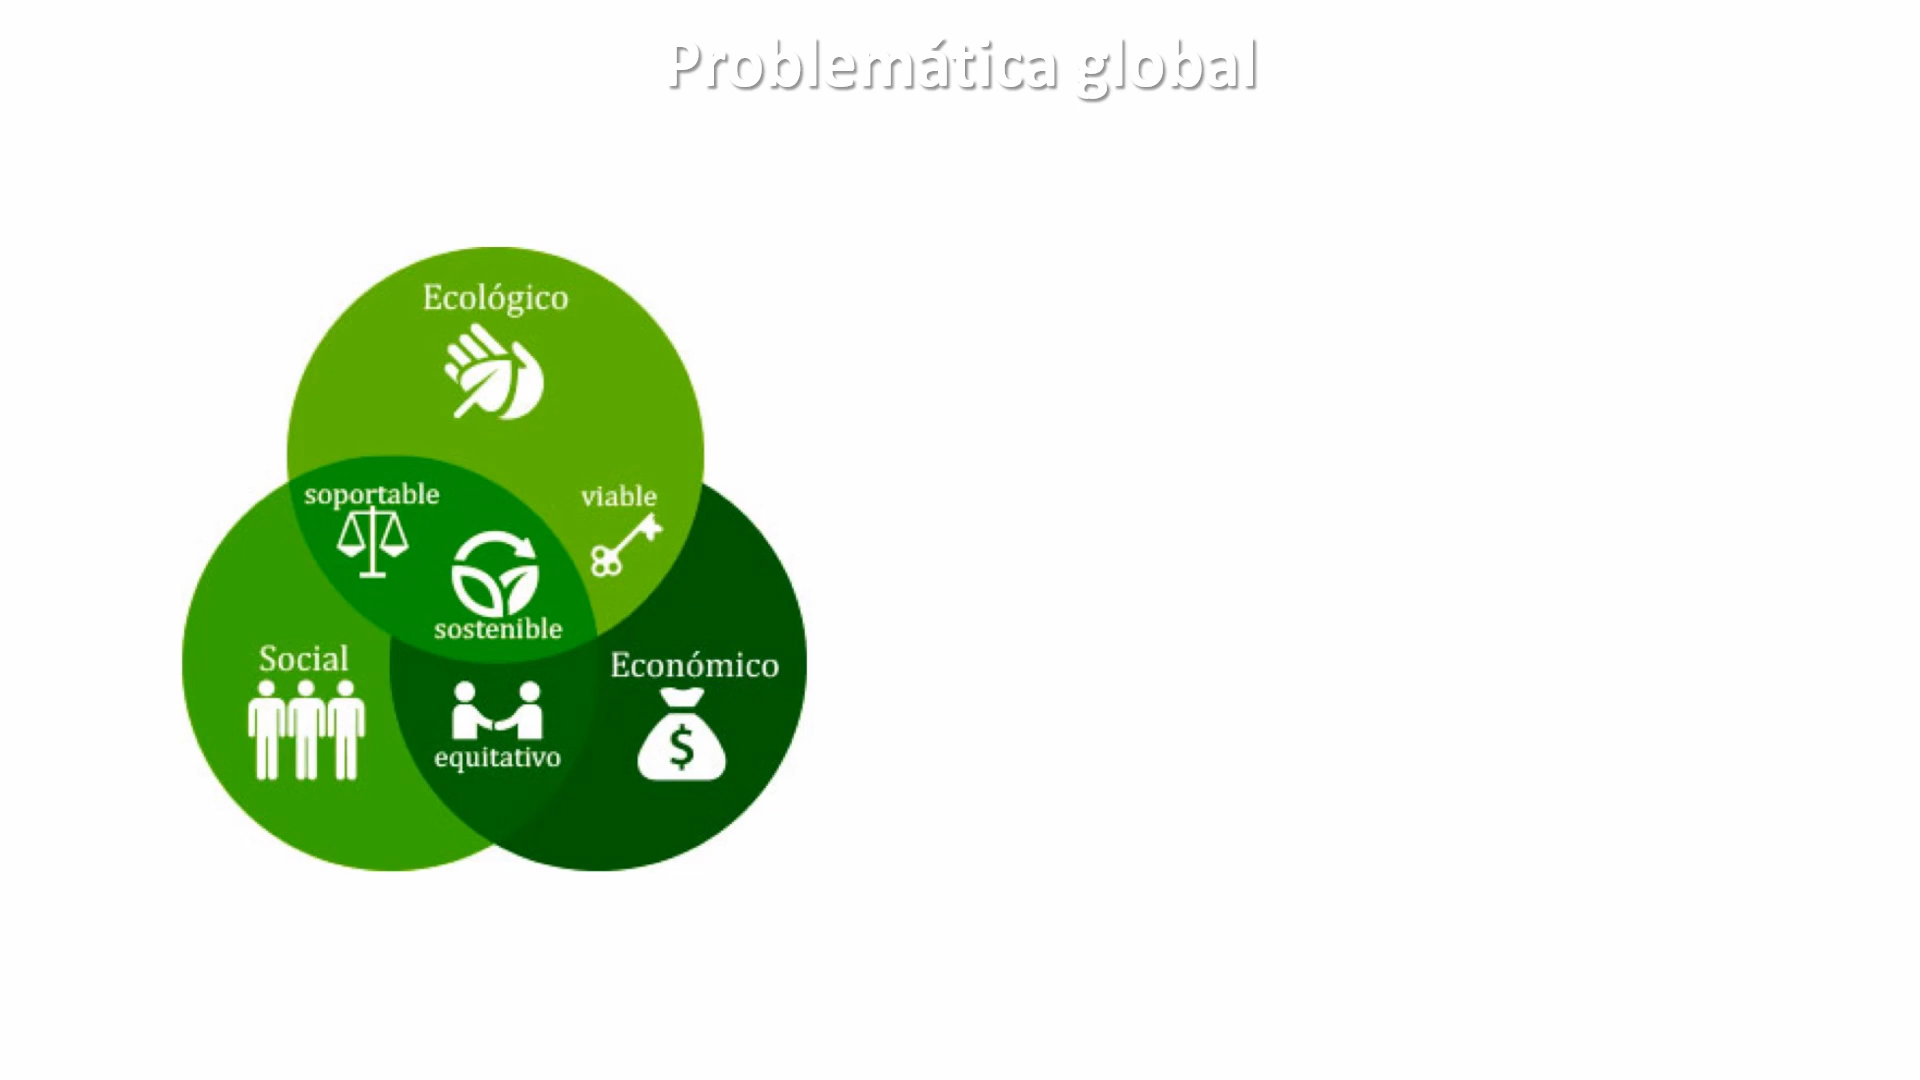 Problemática global
Ecológico
soportable
viable
sostenible
Social
Económico
$
equitativo